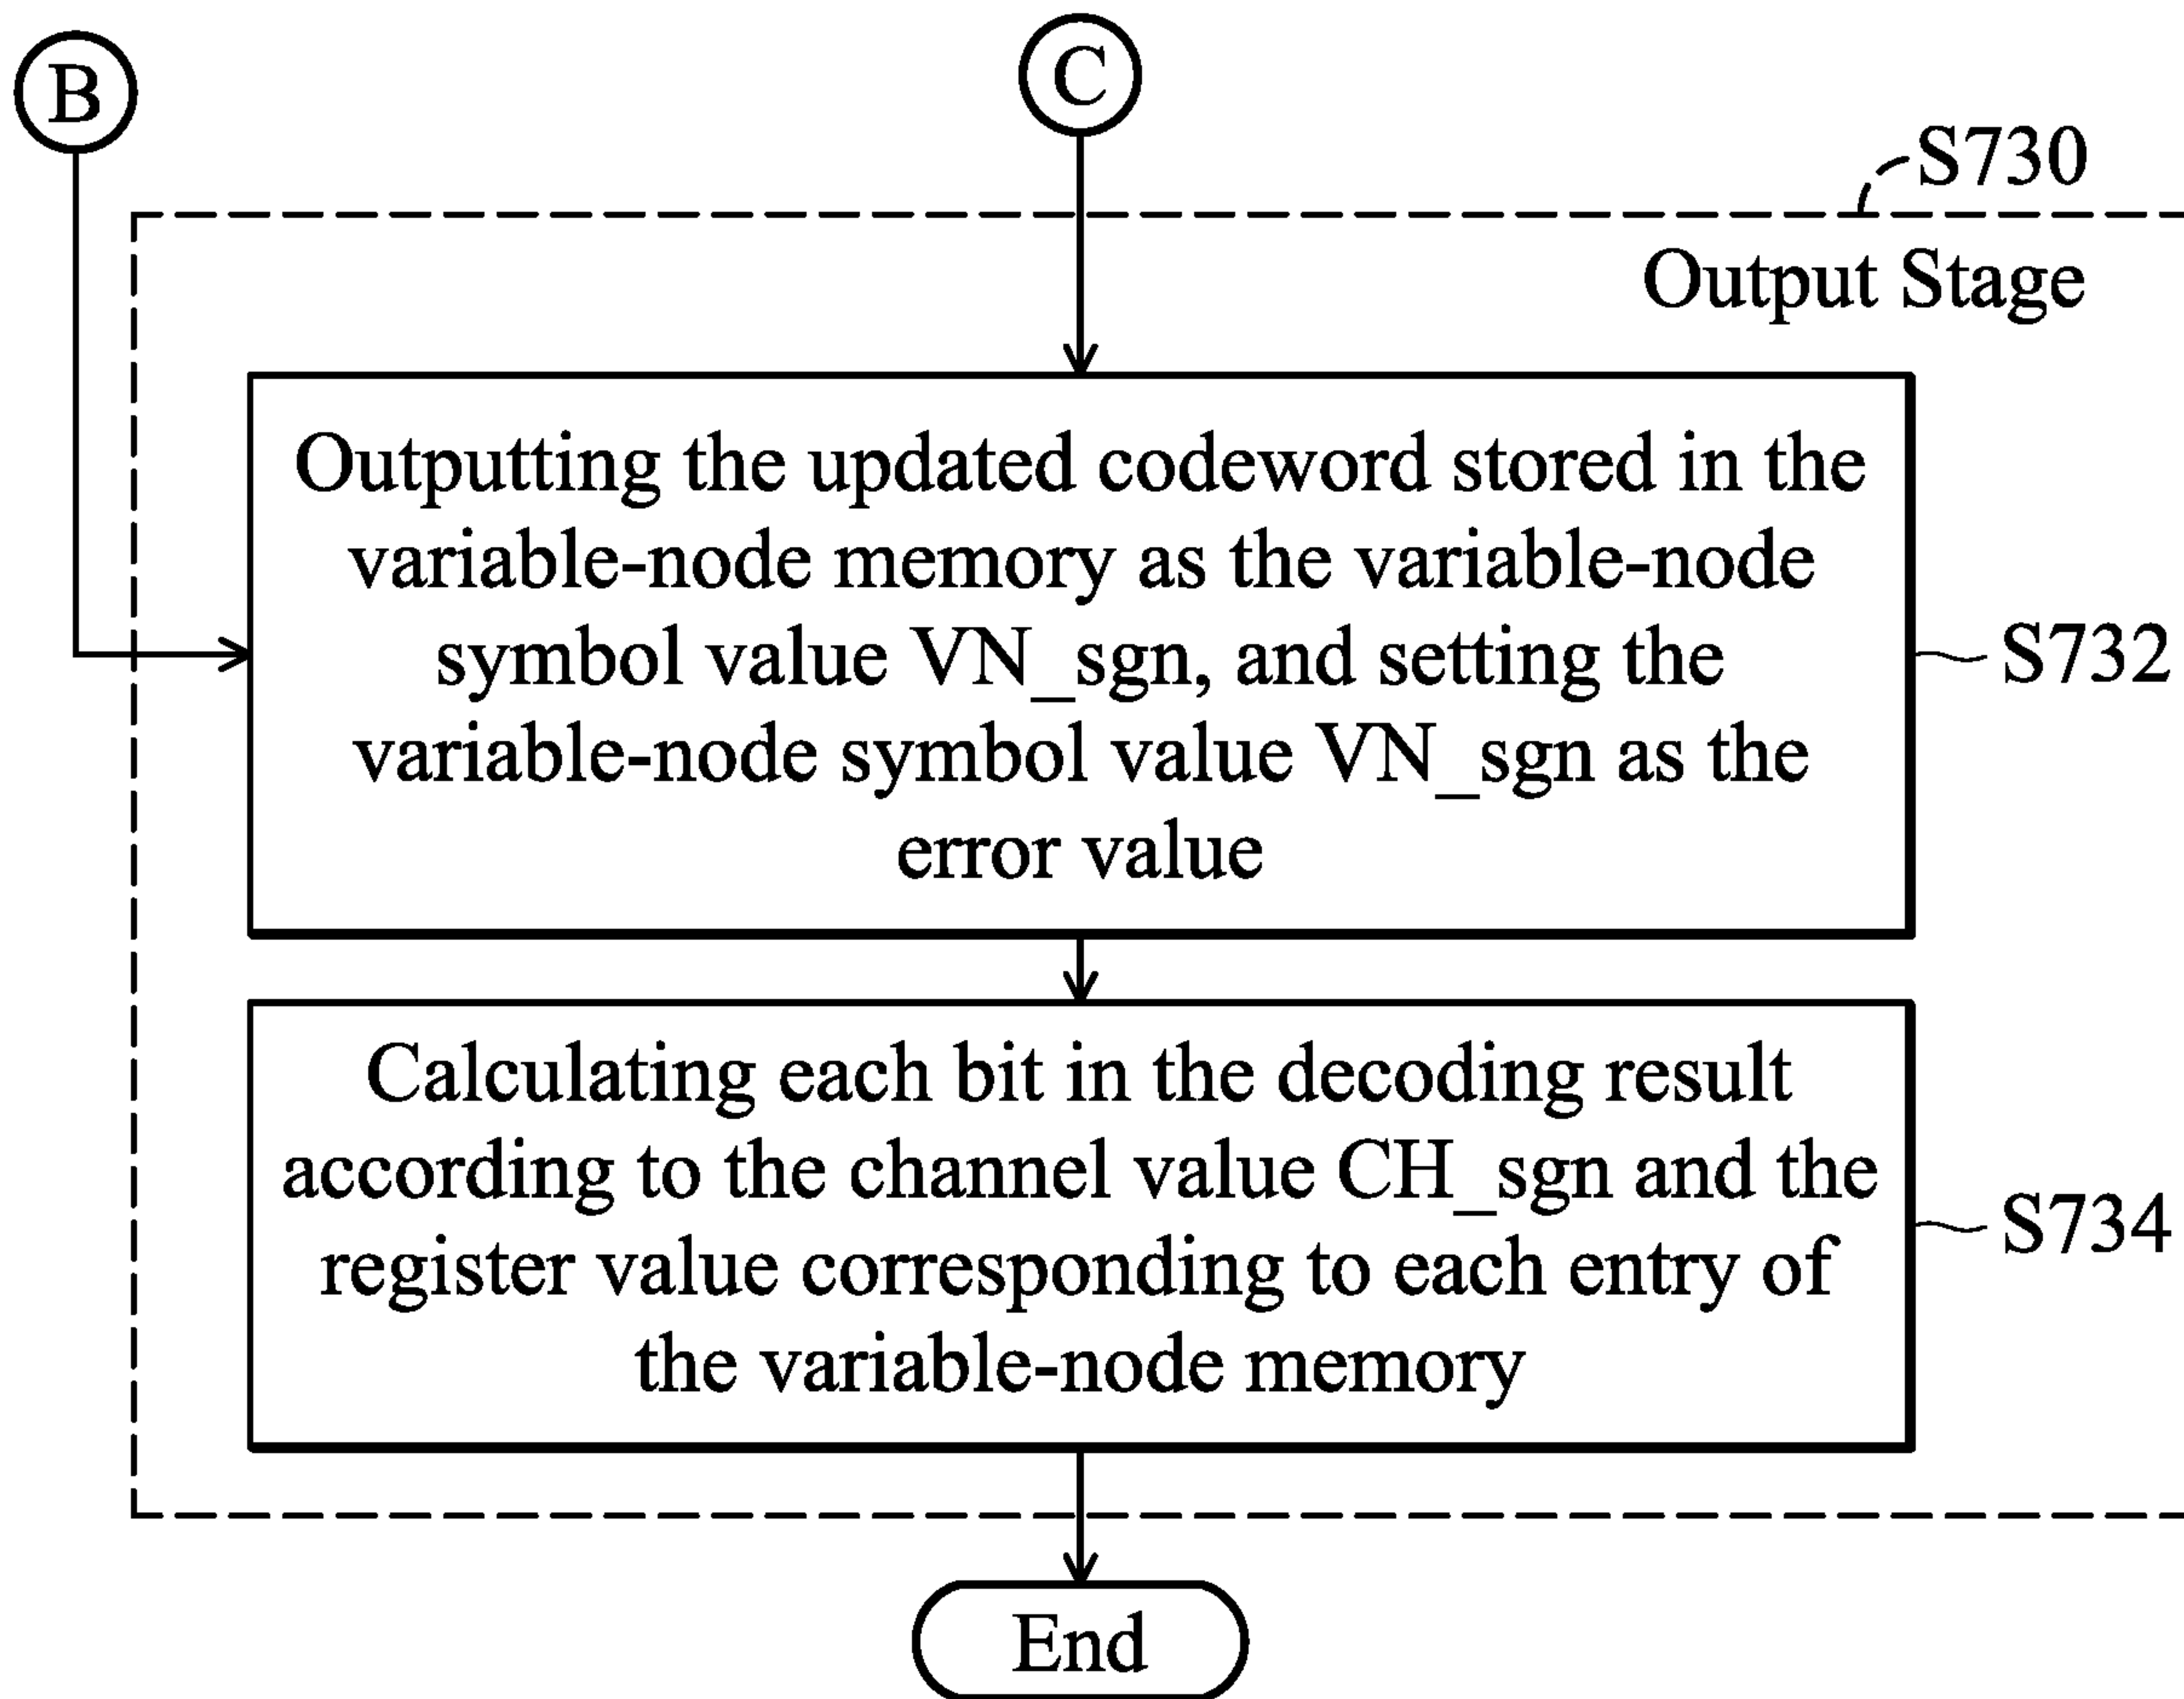 B
C
S730
Output Stage
Outputting the updated codeword stored in the
variable-node memory as the variable-node
symbol value VN_sgn, and setting the
variable-node symbol value VN_sgn as the
error value
S732
Calculating each bit in the decoding result
according to the channel value CH_sgn and the
register value corresponding to each entry of
the variable-node memory
S734
End